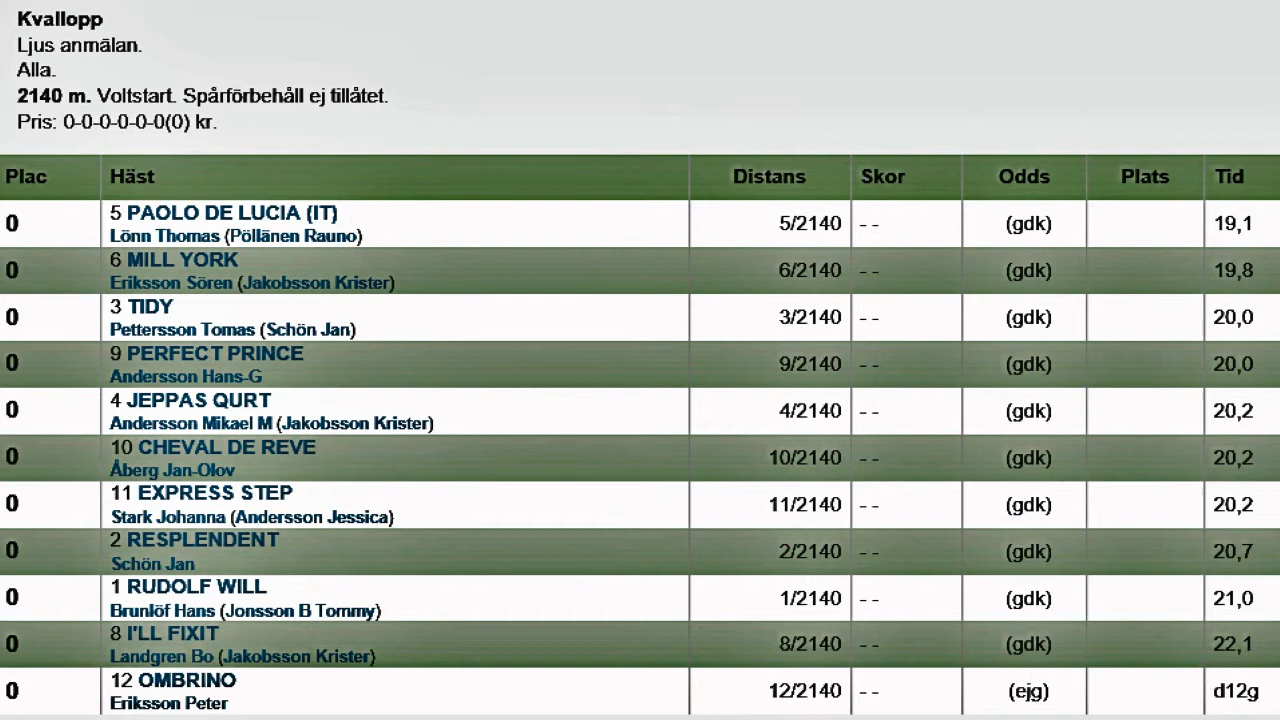 Kvallopp
Ljus anmälan.
Alla.
2140 m. Voltstart. Spårförbehåll ej tillåtet.
Pris: 0-0-0-0-0-0(0) kr.
Plac Häst Distans Skor Odds Plats Tid
0 5 PAOLO DE LUCIA (IT) 5/2140 - - (gdk) 19,1
Lönn Thomas (Pöllänen Rauno)
0 6 MILL YORK 6/2140 - - (gdk) 19,8
Eriksson Sören (Jakobsson Krister)
0 3 TIDY 3/2140 - - (gdk) 20,0
Pettersson Tomas (Schön Jan)
0 9 PERFECT PRINCE 9/2140 - - (gdk) 20,0
Andersson Hans-G
0 4 JEPPAS QURT 4/2140 - - (gdk) 20,2
Andersson Mikael M (Jakobsson Krister)
0 10 CHEVAL DE REVE 10/2140 - - (gdk) 20,2
Åberg Jan-Olov
0 11 EXPRESS STEP 11/2140 - - (gdk) 20,2
Stark Johanna (Andersson Jessica)
0 2 RESPLENDENT 2/2140 - - (gdk) 20,7
Schön Jan
0 1 RUDOLF WILL 1/2140 - - (gdk) 21,0
Brunlöf Hans (Jonsson B Tommy)
0 8 I'LL FIXIT 8/2140 - - (gdk) 22,1
Landgren Bo (Jakobsson Krister)
0 12 OMBRINO 12/2140 - - (ejg) d12g
Eriksson Peter